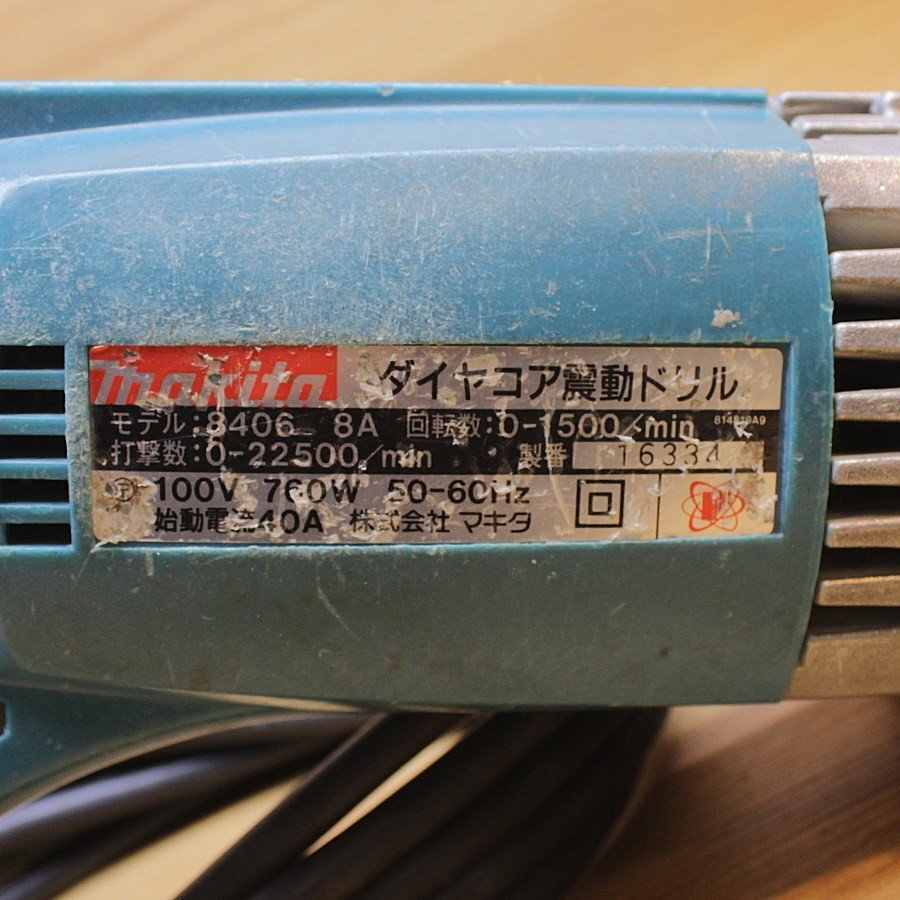 makita ダイヤコア震動ドリル
モデル:8406 8A 回転数:0-1500/min
打撃数:0-22500/min 製番 16334
100V 760W 50-60Hz
始動電流40A 株式会社 マキタ